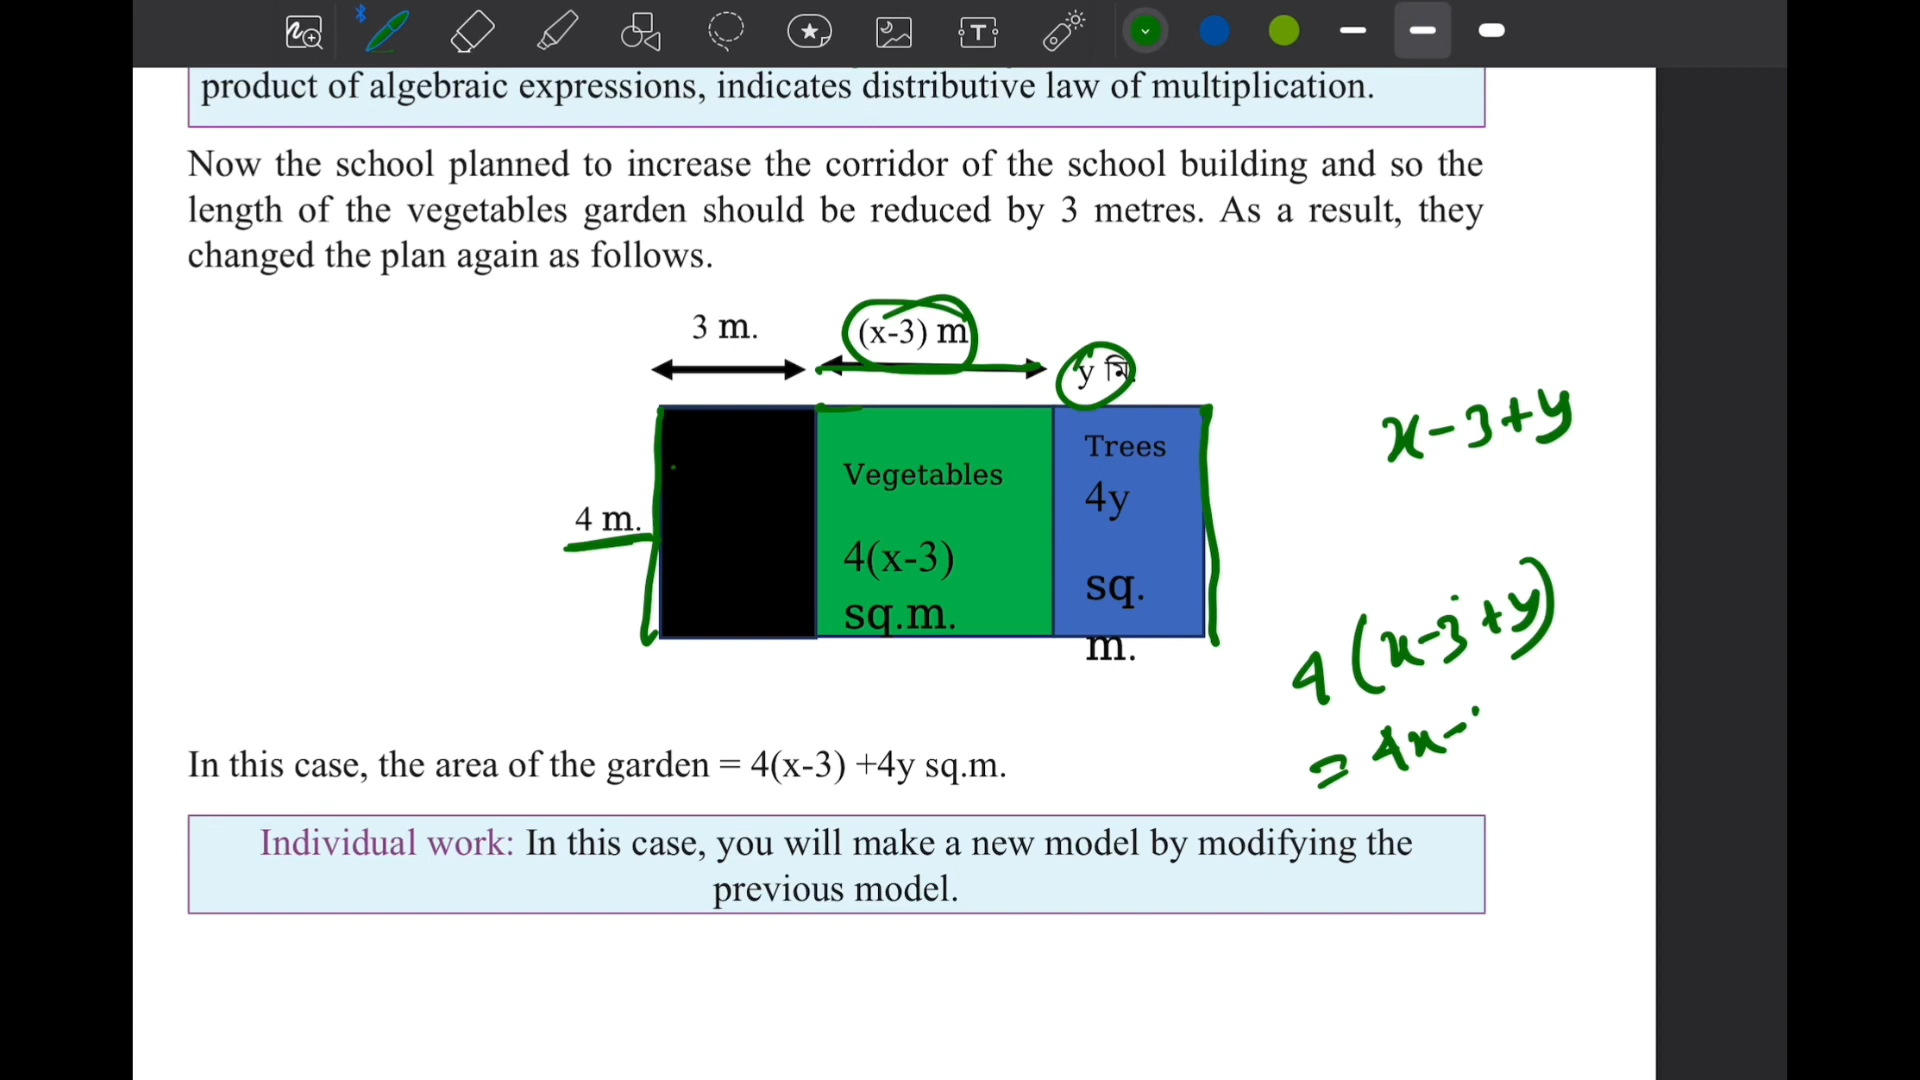 product of algebraic expressions, indicates distributive law of multiplication.
Now the school planned to increase the corridor of the school building and so the
length of the vegetables garden should be reduced by 3 metres. As a result, they
changed the plan again as follows.
3 m.
(x-3) m
y মি.
x-3+y
4 m.
Vegetables
4(x-3)
sq.m.
Trees
4y
sq.
m.
4(x-3+y)
= 4x-
In this case, the area of the garden = 4(x-3) +4y sq.m.
Individual work: In this case, you will make a new model by modifying the
previous model.